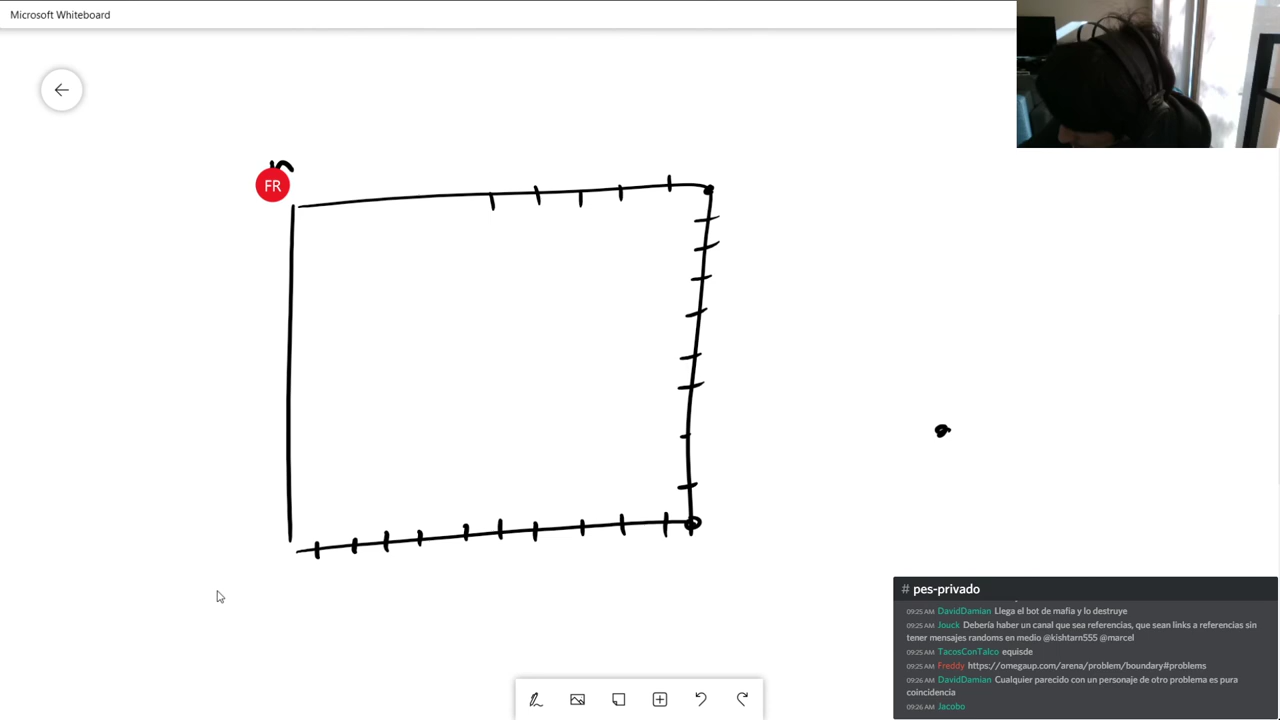 Microsoft Whiteboard
FR
# pes-privado
09:25 AM DavidDamian Llega el bot de mafia y lo destruye
09:25 AM Jouck Debería haber un canal que sea referencias, que sean links a referencias sin
tener mensajes randoms en medio @kishtarn555 @marcel
09:25 AM TacosConTalco equisde
09:25 AM Freddy https://omegaup.com/arena/problem/boundary#problems
09:26 AM DavidDamian Cualquier parecido con un personaje de otro problema es pura
coincidencia
09:26 AM Jacobo